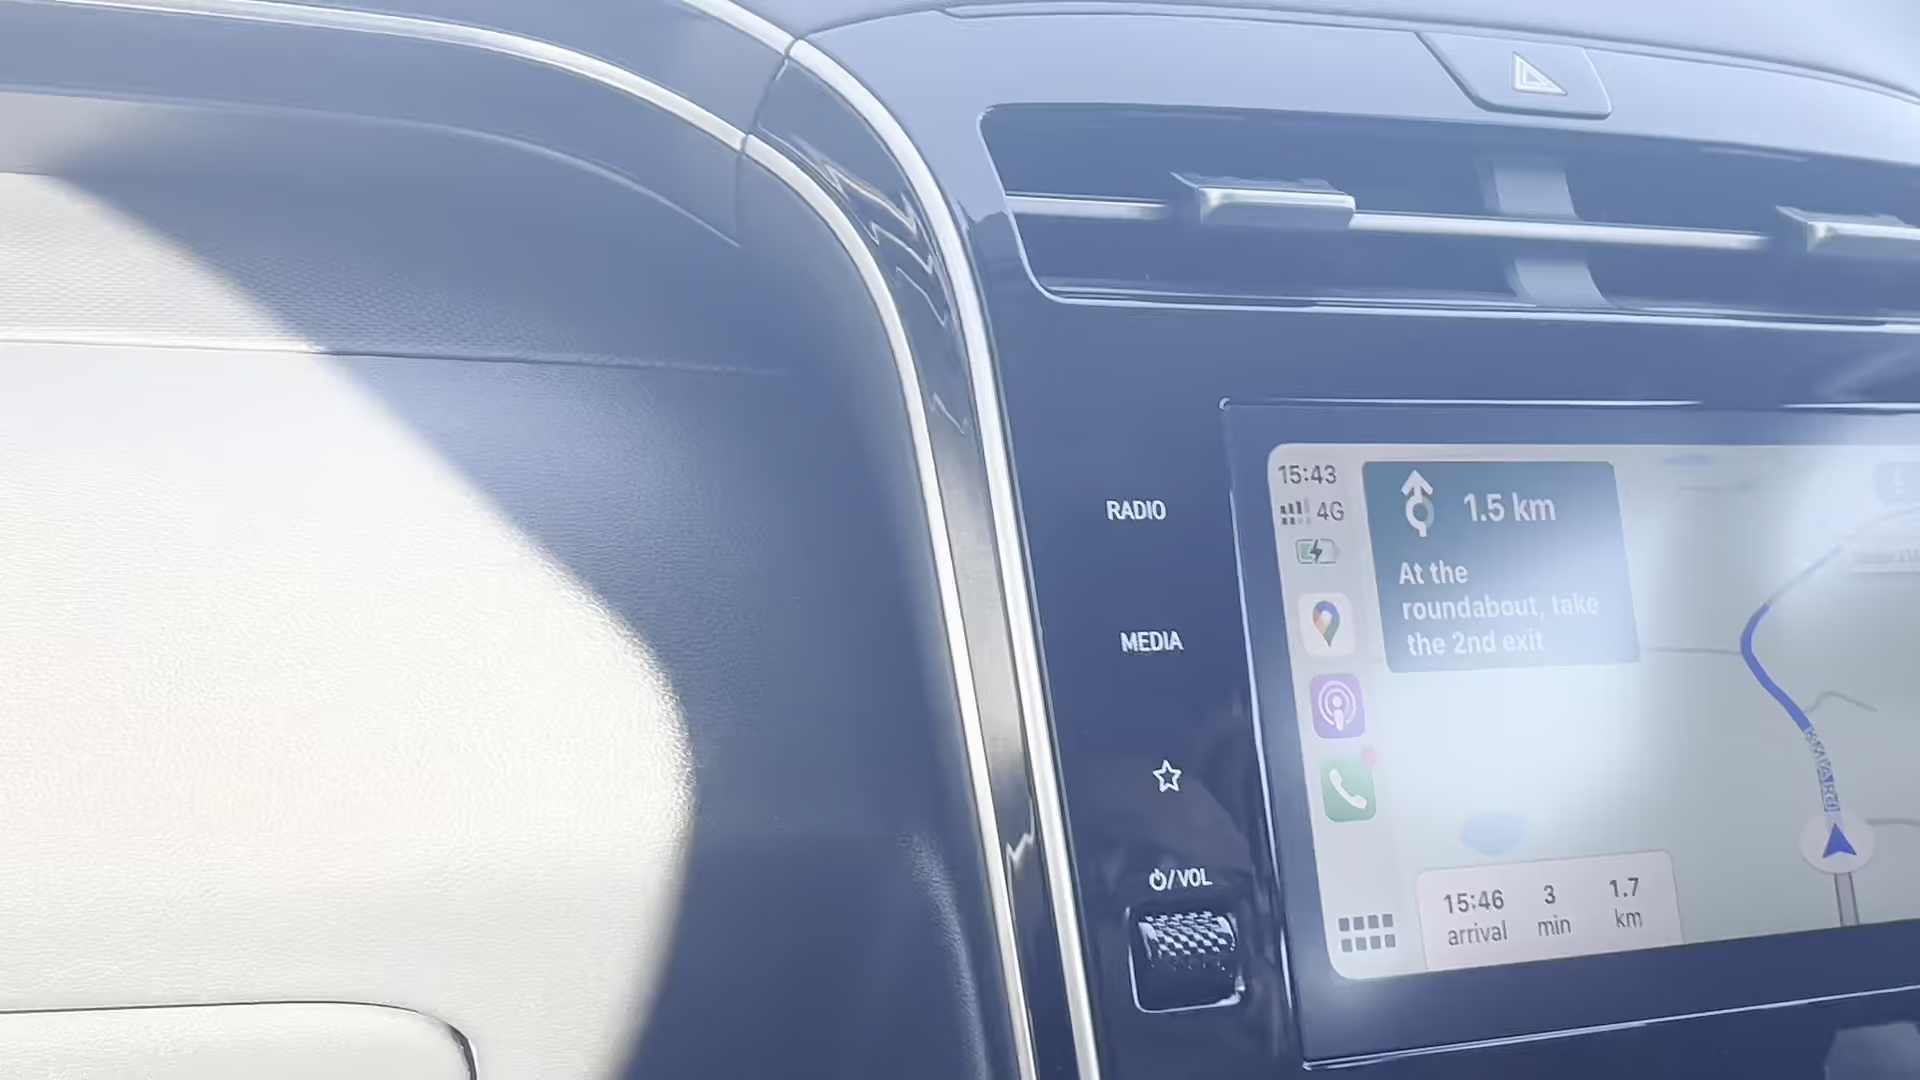 RADIO
MEDIA
/VOL
15:43
4G
1.5 km
At the
roundabout, take
the 2nd exit
15:46 3 1.7
arrival min km